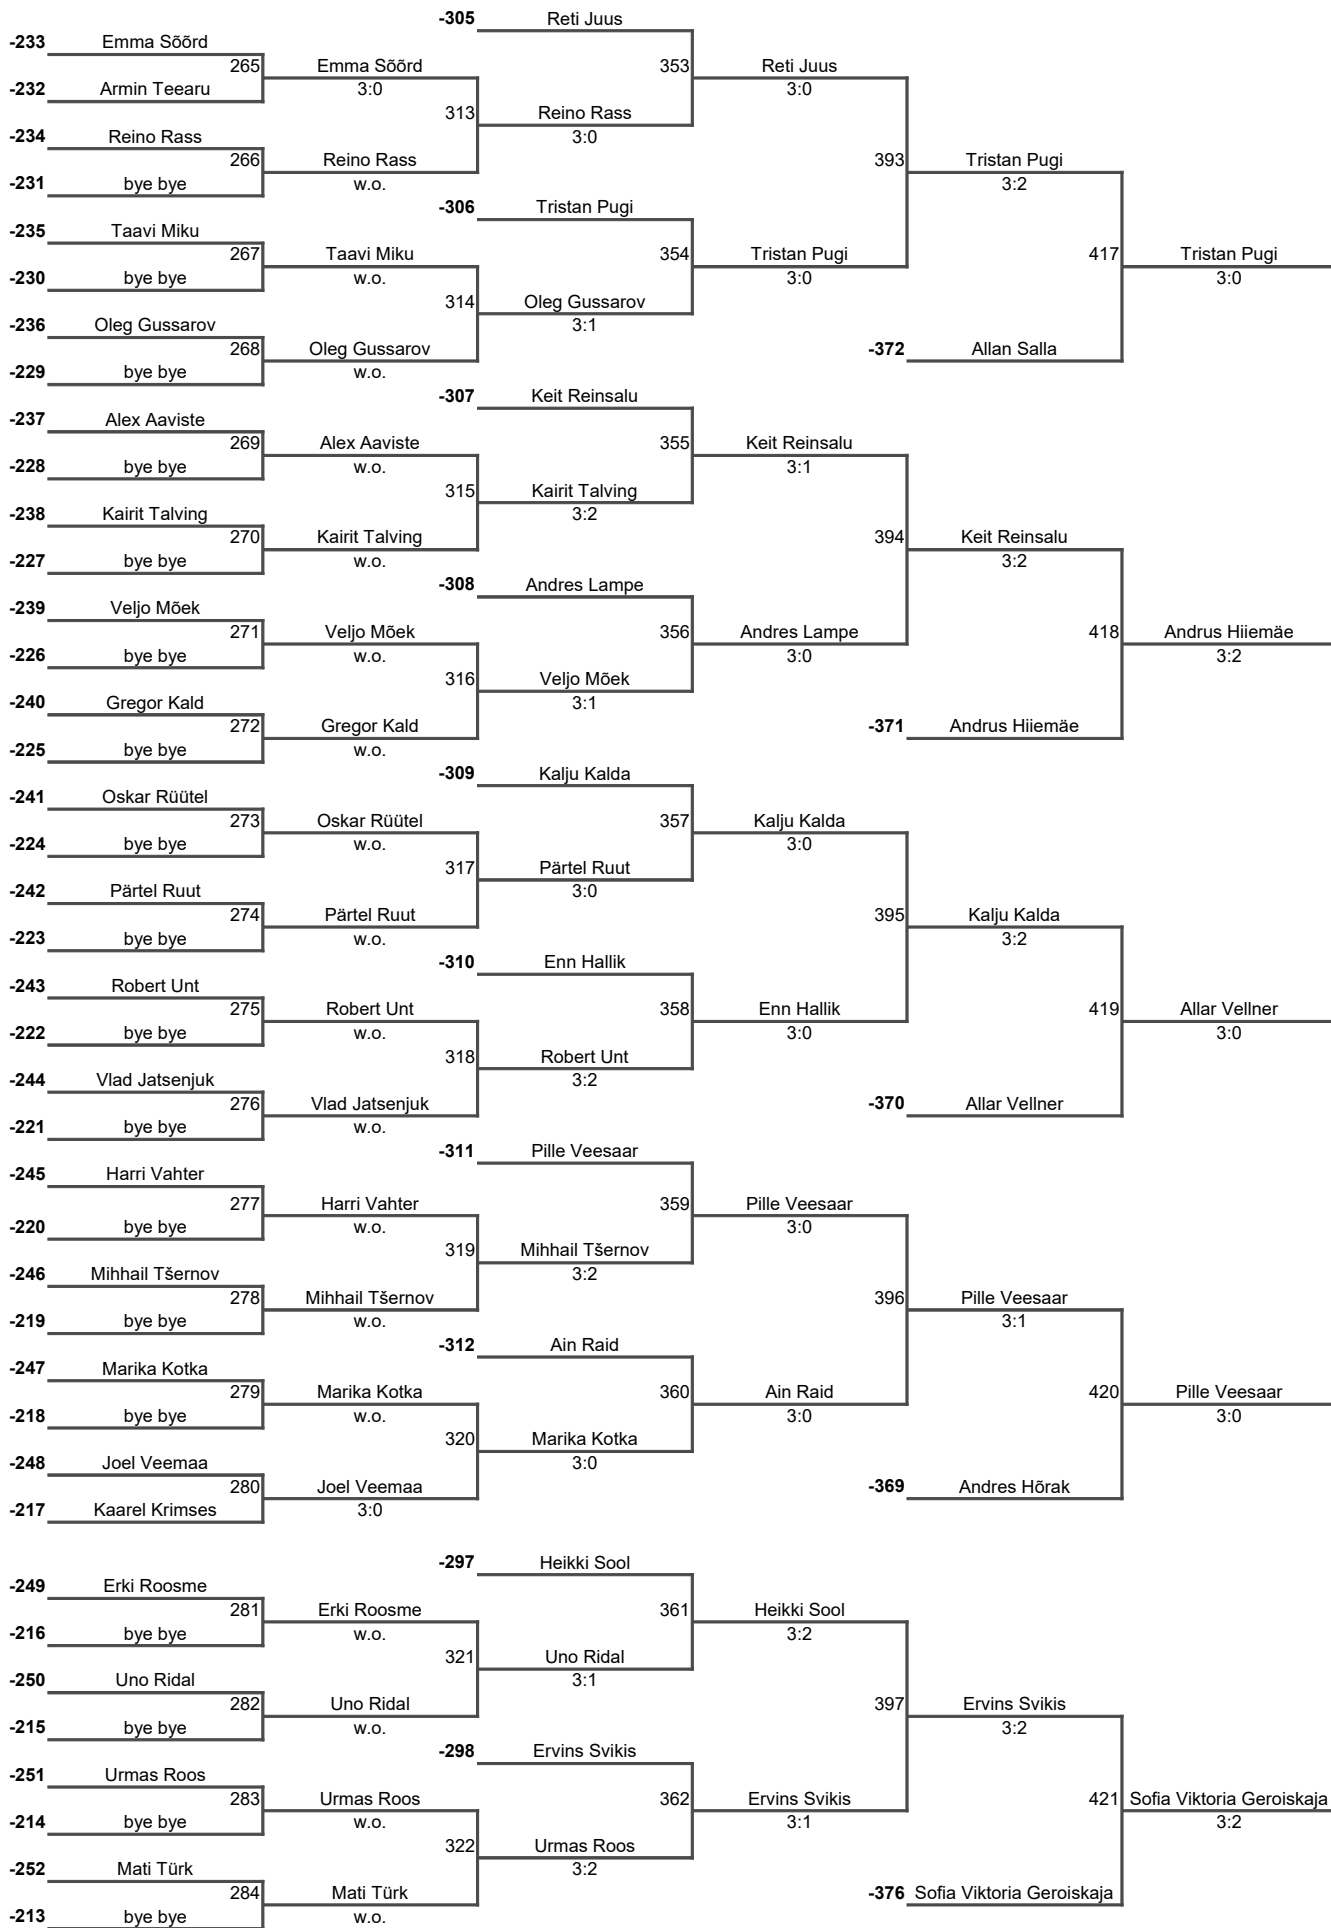 -305 Reti Juus
-233 Emma Sõõrd
265 Emma Sõõrd 353 Reti Juus
-232 Armin Teearu 3:0 3:0
313 Reino Rass
-234 Reino Rass 3:0
266 Reino Rass 393 Tristan Pugi
-231 bye bye w.o. 3:2
-306 Tristan Pugi
-235 Taavi Miku
267 Taavi Miku 354 Tristan Pugi 417 Tristan Pugi
-230 bye bye w.o. 3:0 3:0
314 Oleg Gussarov
-236 Oleg Gussarov 3:1
268 Oleg Gussarov -372 Allan Salla
-229 bye bye w.o.
-307 Keit Reinsalu
-237 Alex Aaviste
269 Alex Aaviste 355 Keit Reinsalu
-228 bye bye w.o. 3:1
315 Kairit Talving
-238 Kairit Talving 3:2
270 Kairit Talving 394 Keit Reinsalu
-227 bye bye w.o. 3:2
-308 Andres Lampe
-239 Veljo Mõek
271 Veljo Mõek 356 Andres Lampe 418 Andrus Hiiemäe
-226 bye bye w.o. 3:0 3:2
316 Veljo Mõek
-240 Gregor Kald 3:1
272 Gregor Kald -371 Andrus Hiiemäe
-225 bye bye w.o.
-309 Kalju Kalda
-241 Oskar Rüütel
273 Oskar Rüütel 357 Kalju Kalda
-224 bye bye w.o. 3:0
317 Pärtel Ruut
-242 Pärtel Ruut 3:0
274 Pärtel Ruut 395 Kalju Kalda
-223 bye bye w.o. 3:2
-310 Enn Hallik
-243 Robert Unt
275 Robert Unt 358 Enn Hallik 419 Allar Vellner
-222 bye bye w.o. 3:0 3:0
318 Robert Unt
-244 Vlad Jatsenjuk 3:2
276 Vlad Jatsenjuk -370 Allar Vellner
-221 bye bye w.o.
-311 Pille Veesaar
-245 Harri Vahter
277 Harri Vahter 359 Pille Veesaar
-220 bye bye w.o. 3:0
319 Mihhail Tšernov
-246 Mihhail Tšernov 3:2
278 Mihhail Tšernov 396 Pille Veesaar
-219 bye bye w.o. 3:1
-312 Ain Raid
-247 Marika Kotka
279 Marika Kotka 360 Ain Raid 420 Pille Veesaar
-218 bye bye w.o. 3:0 3:0
320 Marika Kotka
-248 Joel Veemaa 3:0
280 Joel Veemaa -369 Andres Hõrak
-217 Kaarel Krimses 3:0
-297 Heikki Sool
-249 Erki Roosme
281 Erki Roosme 361 Heikki Sool
-216 bye bye w.o. 3:2
321 Uno Ridal
-250 Uno Ridal 3:1
282 Uno Ridal 397 Ervins Svikis
-215 bye bye w.o. 3:2
-298 Ervins Svikis
-251 Urmas Roos
283 Urmas Roos 362 Ervins Svikis 421 Sofia Viktoria Geroiskaja
-214 bye bye w.o. 3:1 3:2
322 Urmas Roos
-252 Mati Türk 3:2
284 Mati Türk -376 Sofia Viktoria Geroiskaja
-213 bye bye w.o.